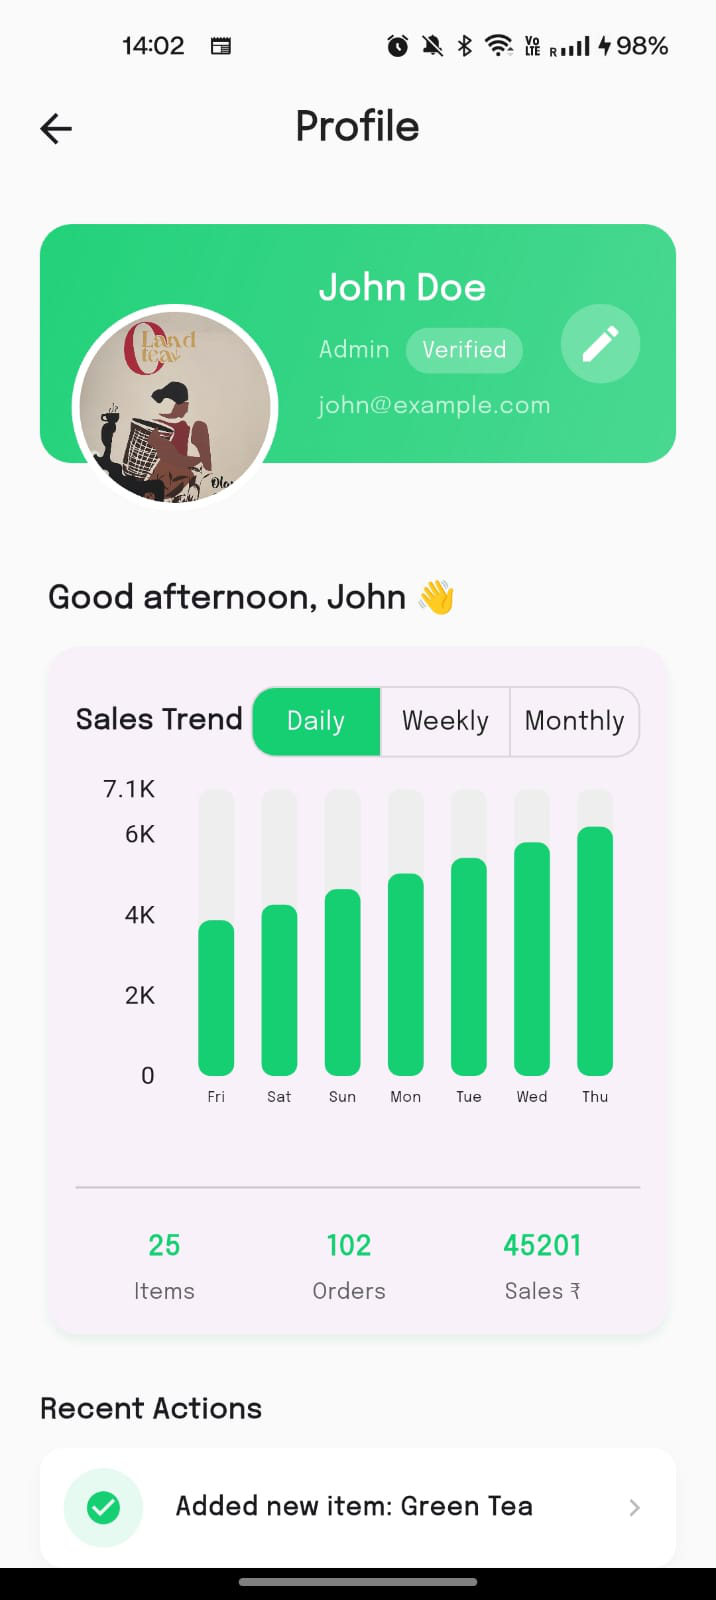 14:02 Vo LTE R 98%
Profile
Land
tea
John Doe
Admin Verified
john@example.com
Good afternoon, John 👋
Sales Trend Daily Weekly Monthly
7.1K
6K
4K
2K
0
Fri Sat Sun Mon Tue Wed Thu
25 102 45201
Items Orders Sales ₹
Recent Actions
Added new item: Green Tea